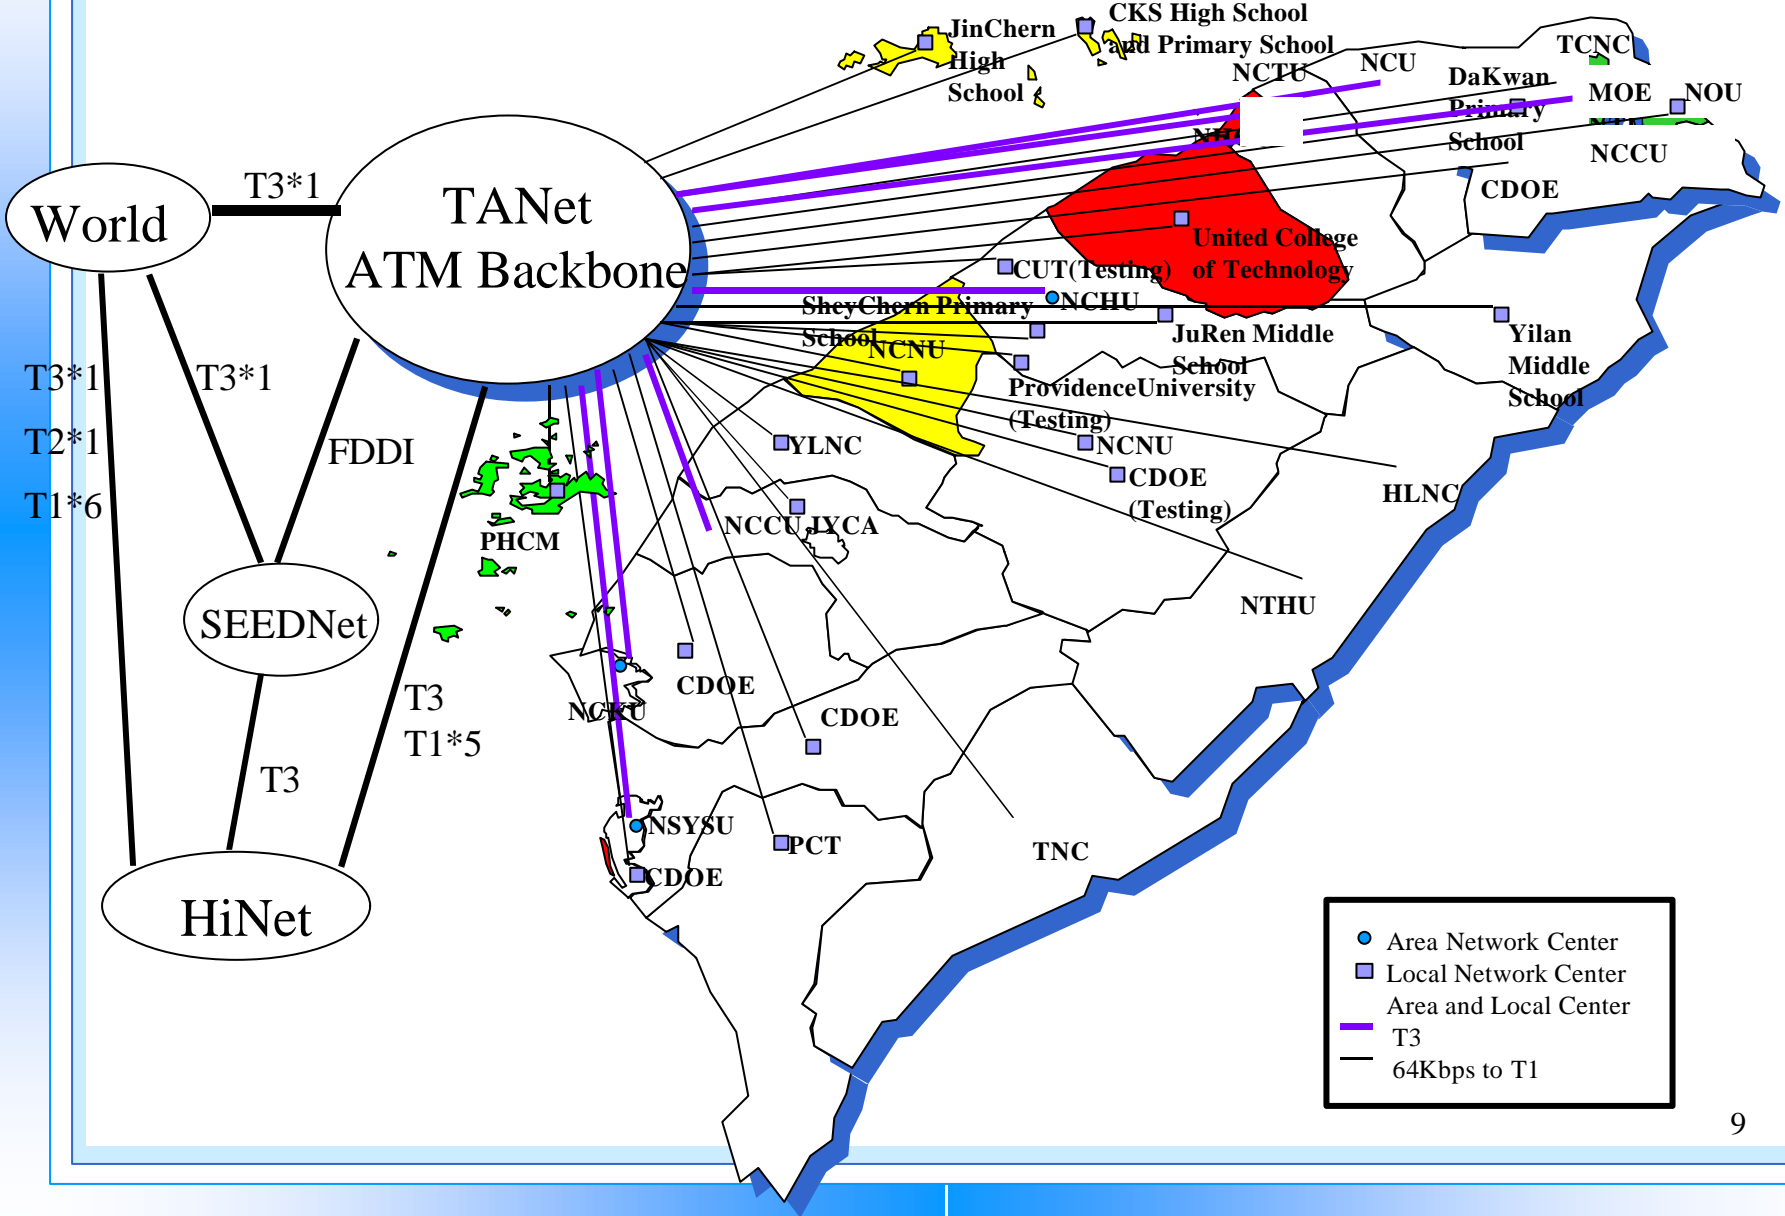 JinChern
High
School
CKS High School
and Primary School
NCTU
NCU
TCNC
DaKwan
Primary
School
MOE
NOU
NCCU
CDOE
World
T3*1
TANet
ATM Backbone
United College
of Technology
CUT(Testing)
NCHU
SheyChern Primary
School
NCNU
JuRen Middle
School
Yilan
Middle
School
ProvidenceUniversity
(Testing)
T3*1
T2*1
T1*6
T3*1
FDDI
YLNC
NCNU
CDOE
(Testing)
HLNC
NCCU
JYCA
PHCM
NTHU
SEEDNet
CDOE
NCKU
CDOE
T3
T1*5
T3
NSYSU
PCT
TNC
CDOE
HiNet
Area Network Center
Local Network Center
Area and Local Center
T3
64Kbps to T1
9